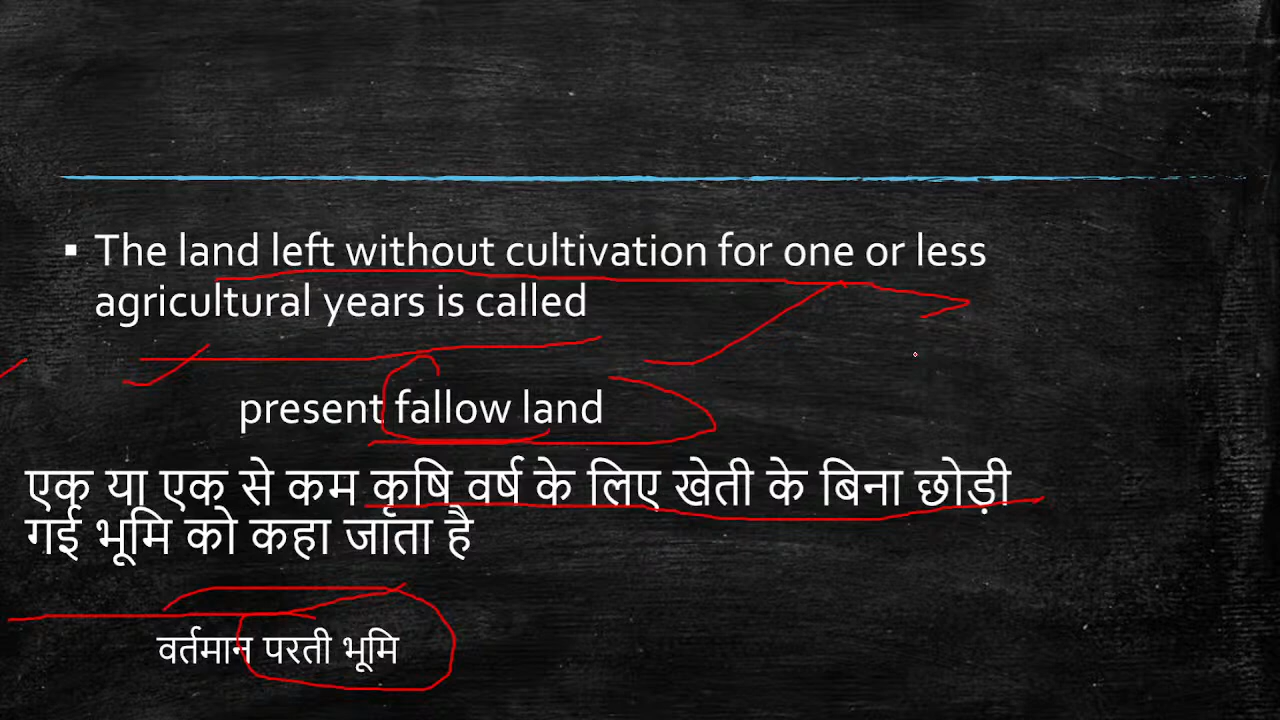 ▪ The land left without cultivation for one or less
agricultural years is called
present fallow land
एक या एक से कम कृषि वर्ष के लिए खेती के बिना छोड़ी
गई भूमि को कहा जाता है
वर्तमान परती भूमि